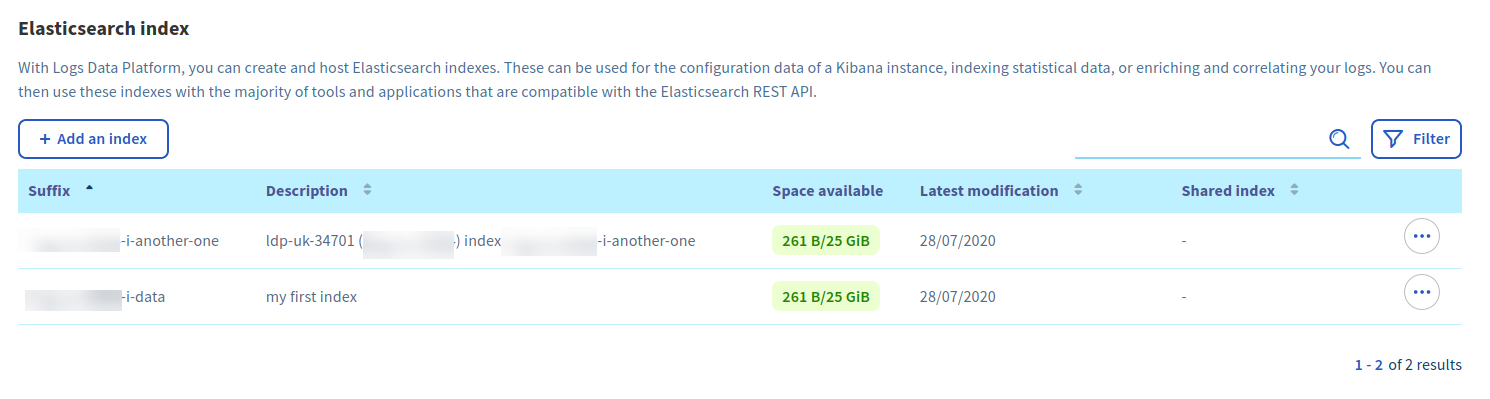 Elasticsearch index
With Logs Data Platform, you can create and host Elasticsearch indexes. These can be used for the configuration data of a Kibana instance, indexing statistical data, or enriching and correlating your logs. You can
then use these indexes with the majority of tools and applications that are compatible with the Elasticsearch REST API.
+ Add an index Filter
Suffix Description Space available Latest modification Shared index
-i-another-one ldp-uk-34701 ( ) index -i-another-one 261 B/25 GiB 28/07/2020 -
-i-data my first index 261 B/25 GiB 28/07/2020 -
1 - 2 of 2 results